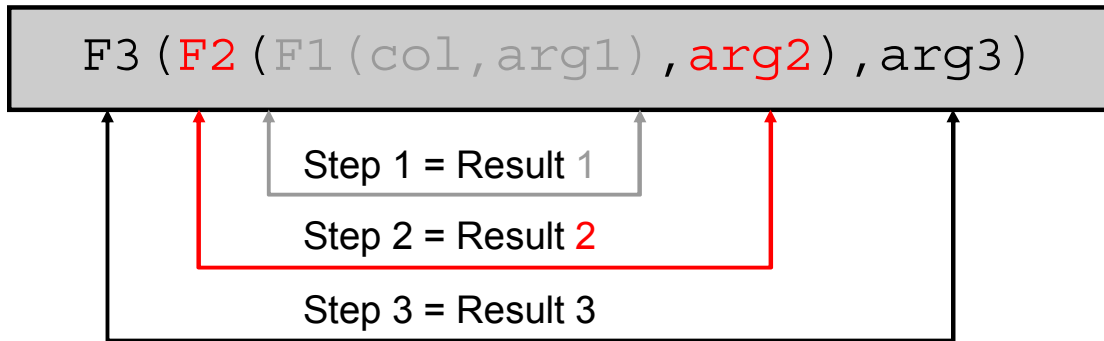 F3(F2(F1(col,arg1),arg2),arg3)
Step 1 = Result 1
Step 2 = Result 2
Step 3 = Result 3